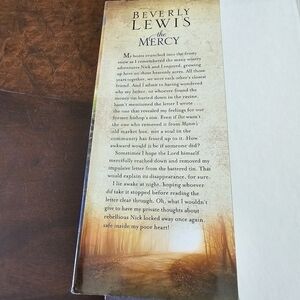 BEVERLY
LEWIS
the
MERCY
My boots crunched into the frosty
snow as I remembered the many wintry
adventures Nick and I enjoyed, growing
up here on these heavenly acres. All those
years together, we were each other's closest
friend. And I admit to having wondered
why my letter, or whoever found the
money tin buried down in the ravine,
hasn't mentioned the letter I wrote
the one that revealed my feelings for our
former bishop's son. Even if
the one who removed it from Mamm's
old market box, not a soul in the
community has fessed up to it. How
awkward would it be if someone did?
Sometimes I hope the Lord himself
mercifully reached down and removed my
impulsive letter from the battered tin. That
would explain its disappearance, for sure.
I lie awake at night, hoping whoever
did take it stopped before reading the
letter clear through. Oh, what I wouldn't
give to have my private thoughts about
rebellious Nick locked away once again,
safe inside my poor heart!